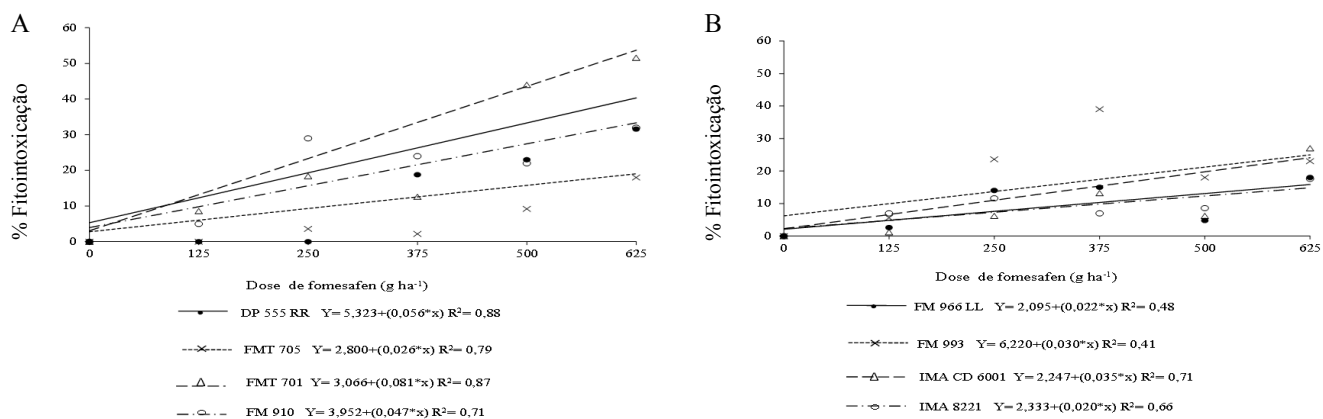 A
% Fitointoxicação
60
50
40
30
20
10
0
0 125 250 375 500 625
Dose de fomesafen (g ha⁻¹)
DP 555 RR Y= 5,323+(0,056*x) R²= 0,88
FMT 705 Y= 2,800+(0,026*x) R²= 0,79
FMT 701 Y= 3,066+(0,081*x) R²= 0,87
FM 910 Y= 3,952+(0,047*x) R²= 0,71
B
% Fitointoxicação
60
50
40
30
20
10
0
0 125 250 375 500 625
Dose de fomesafen (g ha⁻¹)
FM 966 LL Y= 2,095+(0,022*x) R²= 0,48
FM 993 Y= 6,220+(0,030*x) R²= 0,41
IMA CD 6001 Y= 2,247+(0,035*x) R²= 0,71
IMA 8221 Y= 2,333+(0,020*x) R²= 0,66